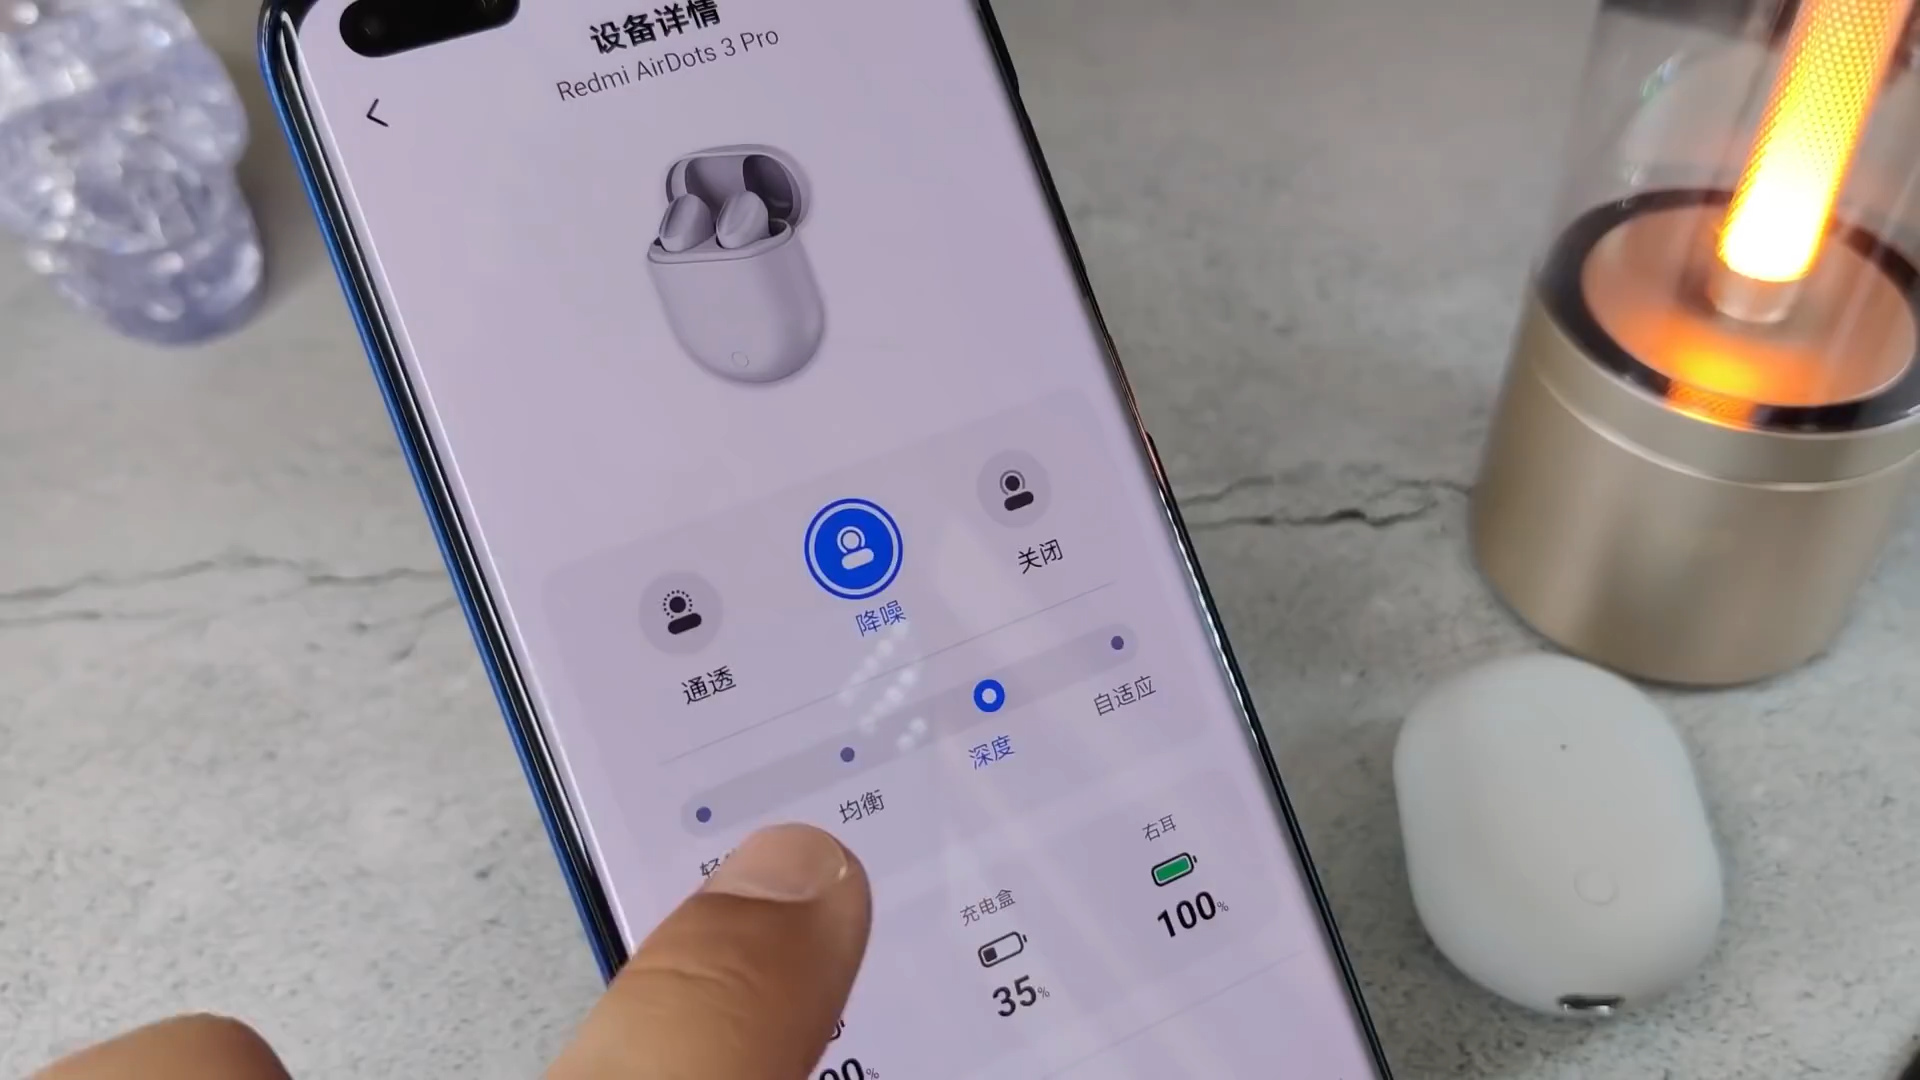 设备详情
Redmi AirDots 3 Pro
通透
降噪
关闭
均衡
深度
自适应
充电盒
35%
右耳
100%